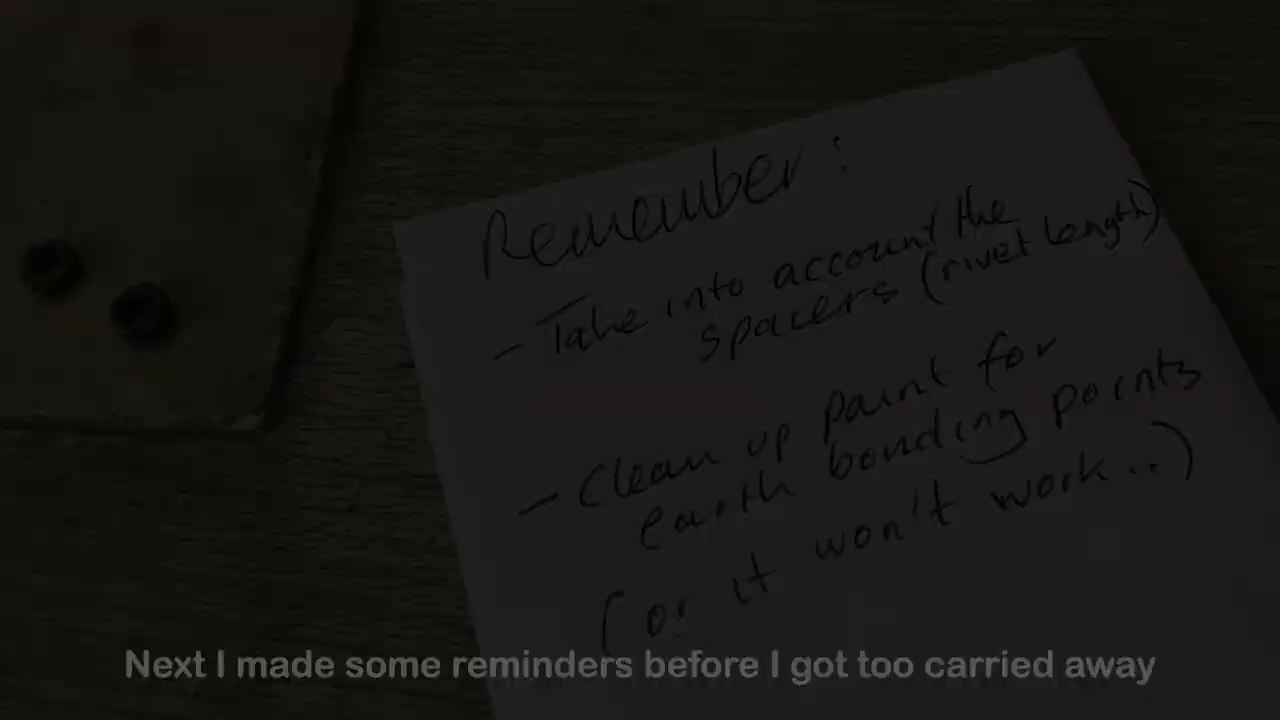 Remember:
- Take into account the
spacers (rivet length)
- Clean up paint for
earth bonding points
(or it won't work..)
Next I made some reminders before I got too carried away